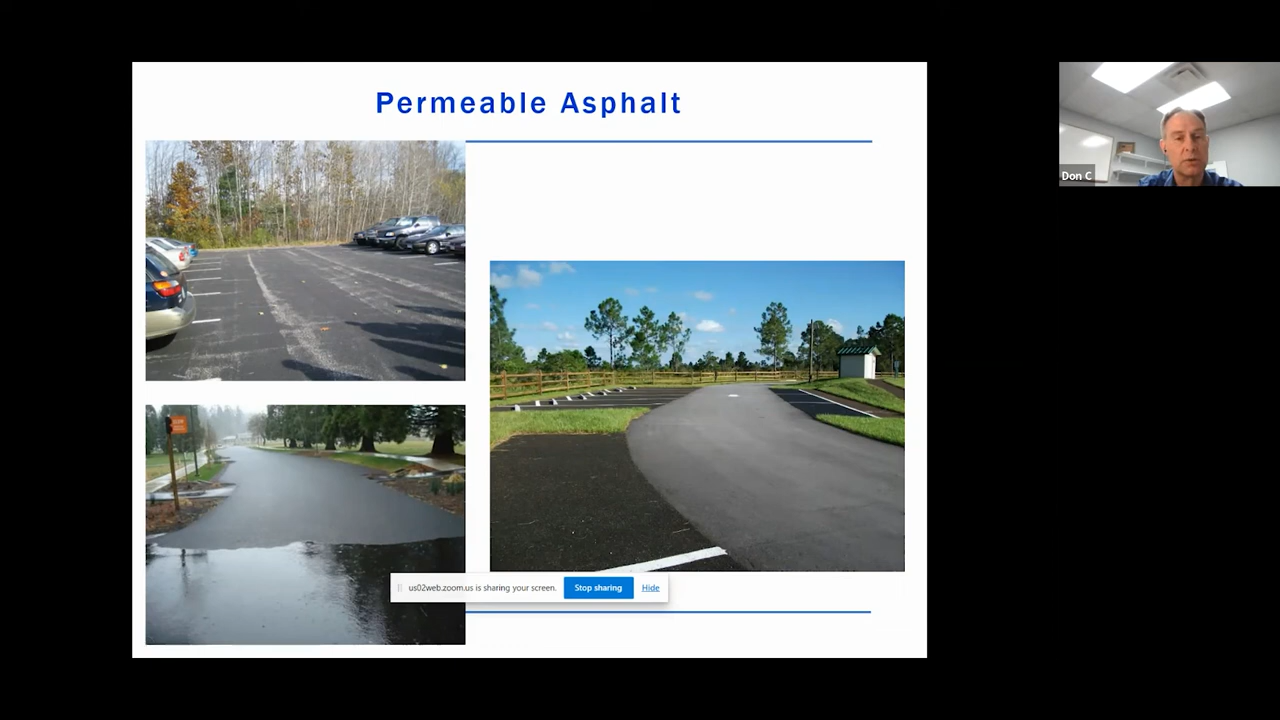 Permeable Asphalt
Don C
us02web.zoom.us is sharing your screen.
Stop sharing
Hide